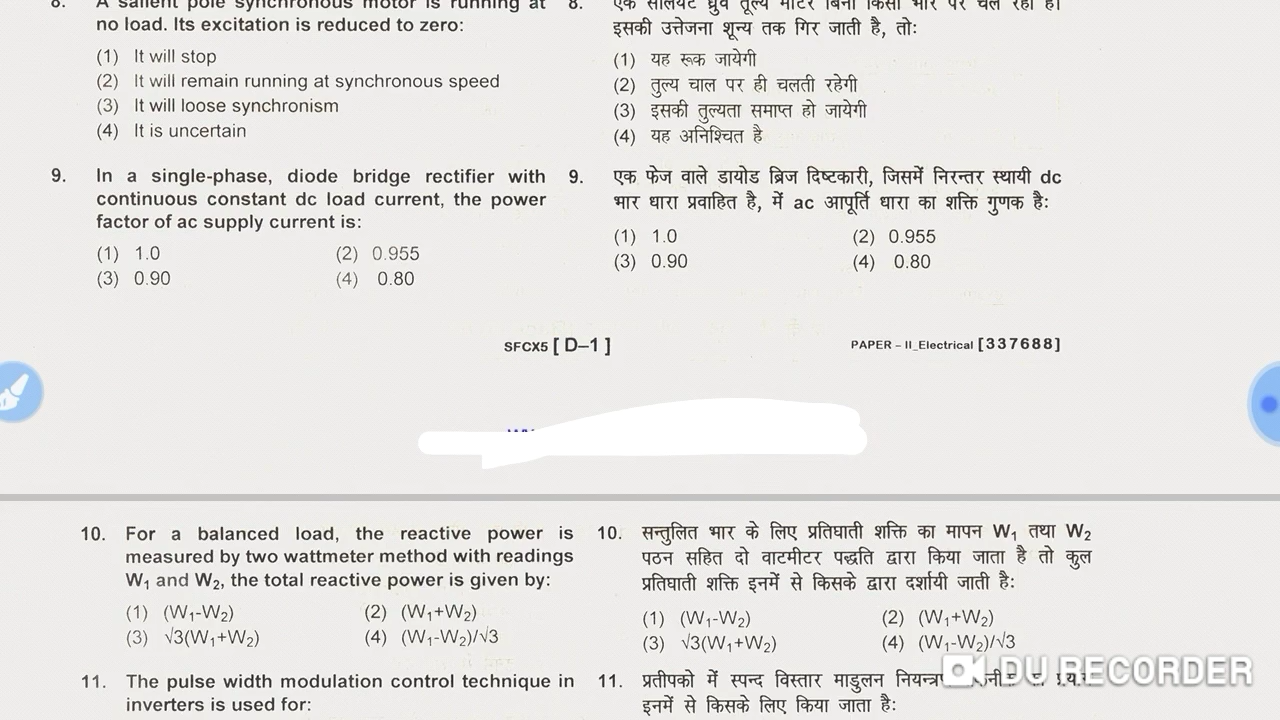 8. A salient pole synchronous motor is running at
no load. Its excitation is reduced to zero:
(1) It will stop
(2) It will remain running at synchronous speed
(3) It will loose synchronism
(4) It is uncertain
9. In a single-phase, diode bridge rectifier with
continuous constant dc load current, the power
factor of ac supply current is:
(1) 1.0 (2) 0.955
(3) 0.90 (4) 0.80
8. एक सेलियंट ध्रुव तुल्य मोटर बिना किसी भार पर चल रही है।
इसकी उत्तेजना शून्य तक गिर जाती है, तो:
(1) यह रूक जायेगी
(2) तुल्य चाल पर ही चलती रहेगी
(3) इसकी तुल्यता समाप्त हो जायेगी
(4) यह अनिश्चित है
9. एक फेज वाले डायोड ब्रिज दिष्टकारी, जिसमें निरन्तर स्थायी dc
भार धारा प्रवाहित है, में ac आपूर्ति धारा का शक्ति गुणक है:
(1) 1.0 (2) 0.955
(3) 0.90 (4) 0.80
SFCX5 [ D–1 ]
PAPER – II_Electrical [337688]
10. For a balanced load, the reactive power is
measured by two wattmeter method with readings
W₁ and W₂, the total reactive power is given by:
(1) (W₁-W₂) (2) (W₁+W₂)
(3) √3(W₁+W₂) (4) (W₁-W₂)/√3
11. The pulse width modulation control technique in
inverters is used for:
10. सन्तुलित भार के लिए प्रतिघाती शक्ति का मापन W₁ तथा W₂
पठन सहित दो वाटमीटर पद्धति द्वारा किया जाता है तो कुल
प्रतिघाती शक्ति इनमें से किसके द्वारा दर्शायी जाती है:
(1) (W₁-W₂) (2) (W₁+W₂)
(3) √3(W₁+W₂) (4) (W₁-W₂)/√3
11. प्रतीपको में स्पन्द विस्तार माडुलन
इनमें से किसके लिए किया जाता है:
DU RECORDER